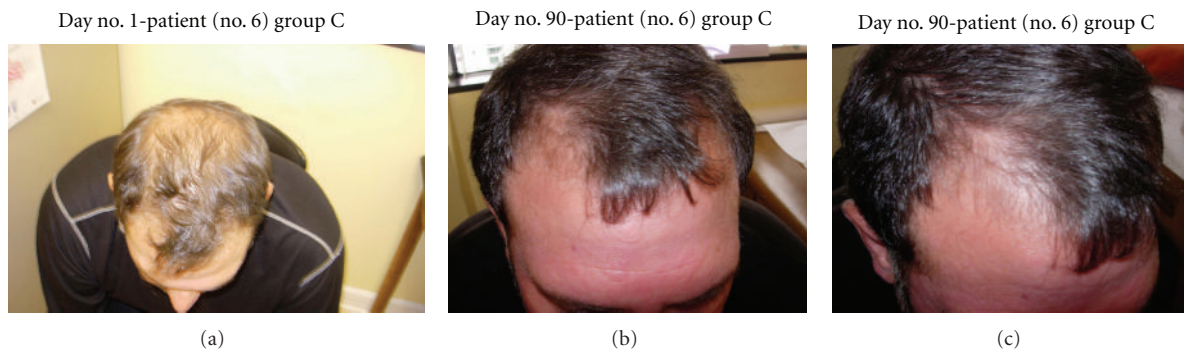 Day no. 1-patient (no. 6) group C
Day no. 90-patient (no. 6) group C
Day no. 90-patient (no. 6) group C
(a)
(b)
(c)